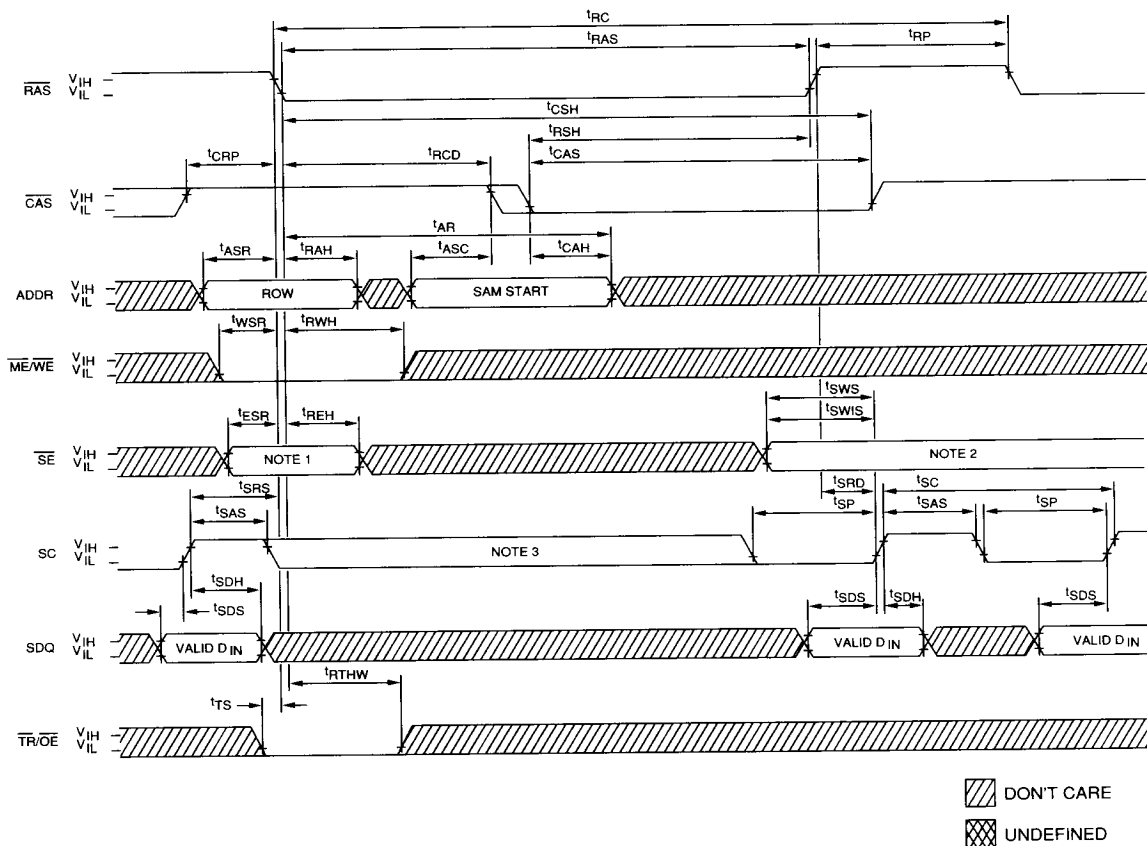 tRC
tRAS
tRP
RAS VIH VIL
tCSH
tRSH
tCRP
tRCD
tCAS
CAS VIH VIL
tAR
tASR
tRAH
tASC
tCAH
ADDR VIH VIL
ROW
SAM START
tWSR
tRWH
ME/WE VIH VIL
tSWS
tSWIS
tESR
tREH
SE VIH VIL
NOTE 1
NOTE 2
tSRS
tSRD
tSC
tSAS
tSP
tSAS
tSP
SC VIH VIL
NOTE 3
tSDH
tSDS
tSDS
tSDH
tSDS
SDQ VIH VIL
VALID DIN
VALID DIN
VALID DIN
tRTHW
tTS
TR/OE VIH VIL
DON'T CARE
UNDEFINED